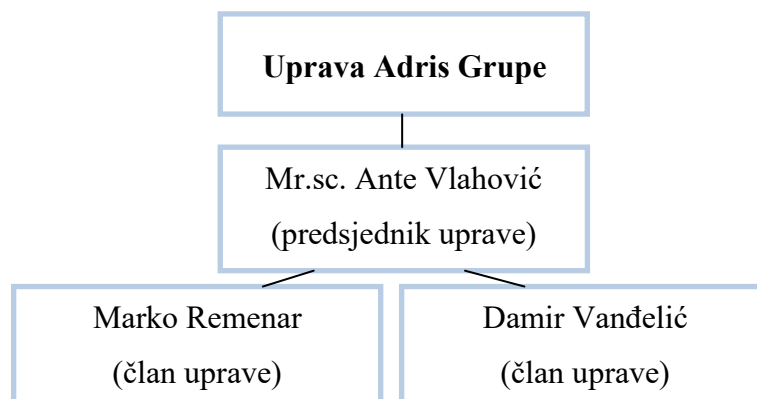 Uprava Adris Grupe
Mr.sc. Ante Vlahović
(predsjednik uprave)
Marko Remenar
(član uprave)
Damir Vanđelić
(član uprave)